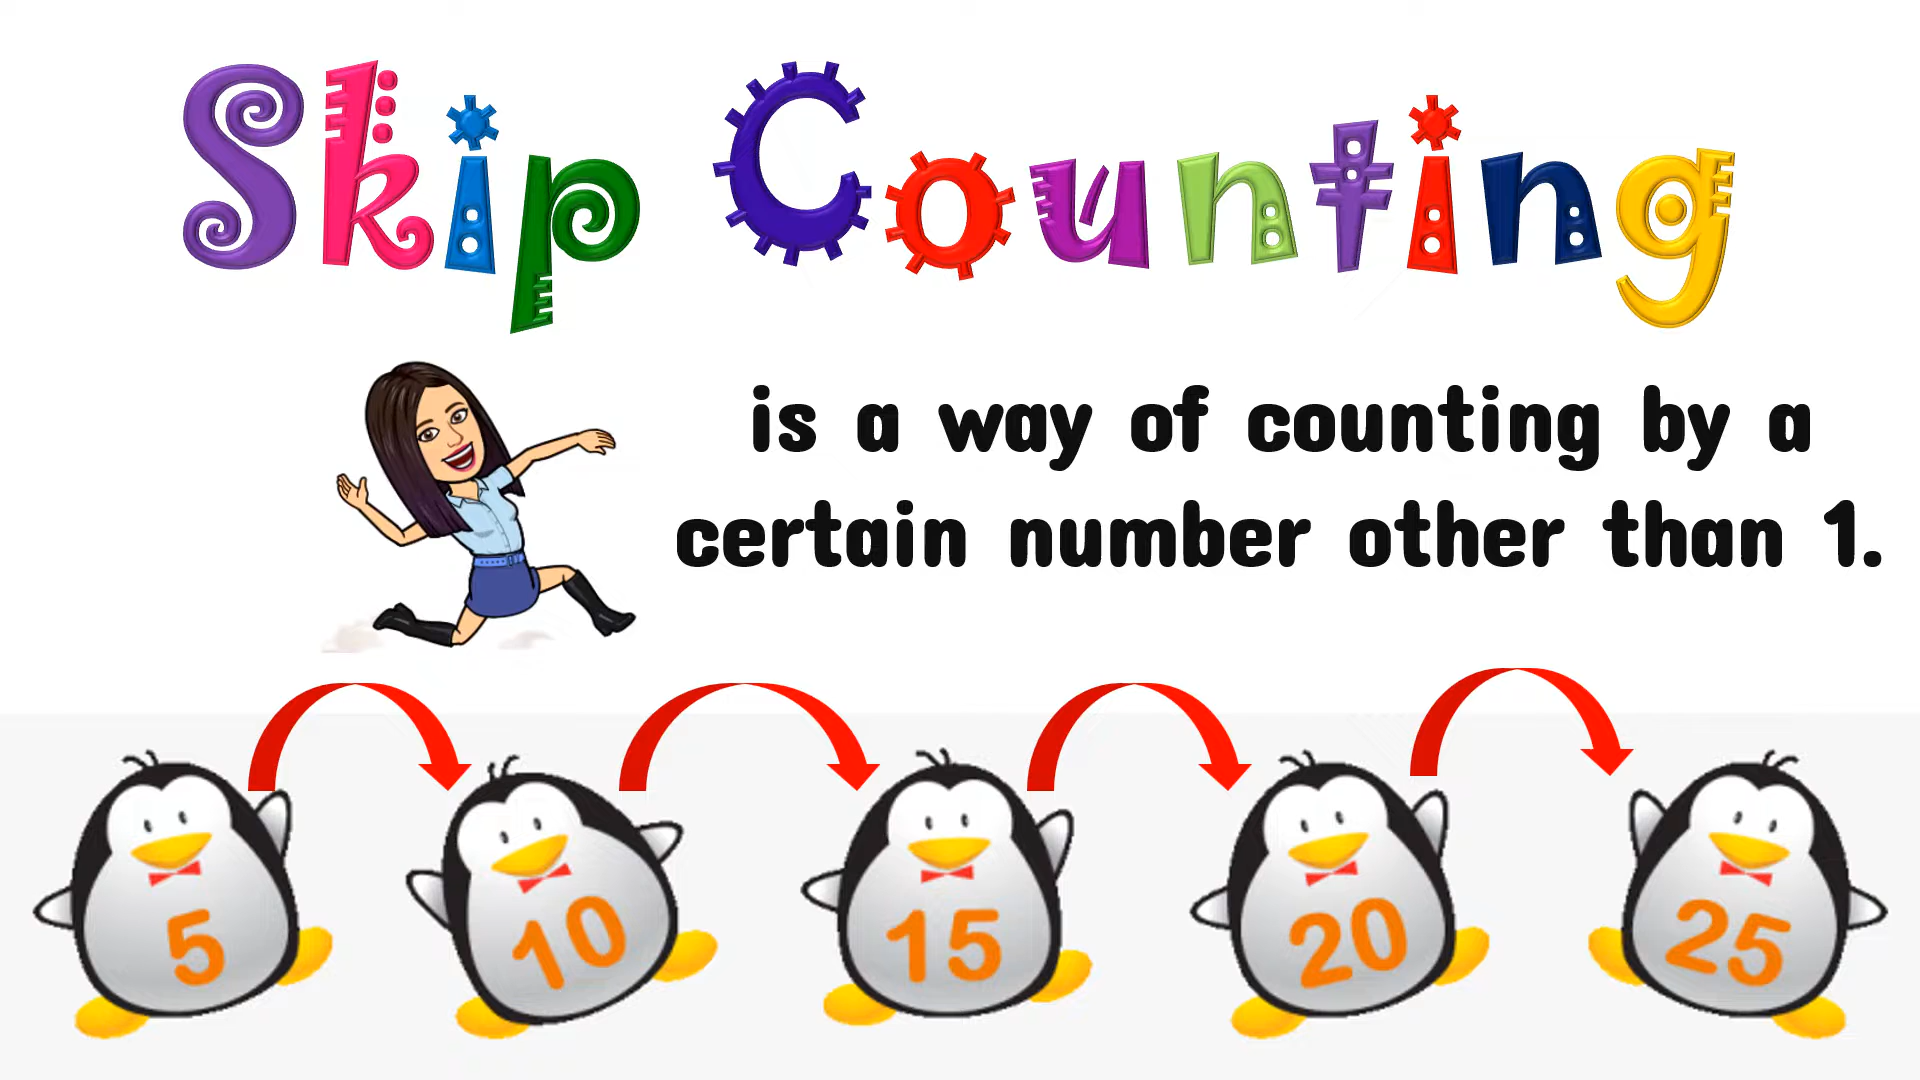 Skip Counting
is a way of counting by a
certain number other than 1.
5 10 15 20 25